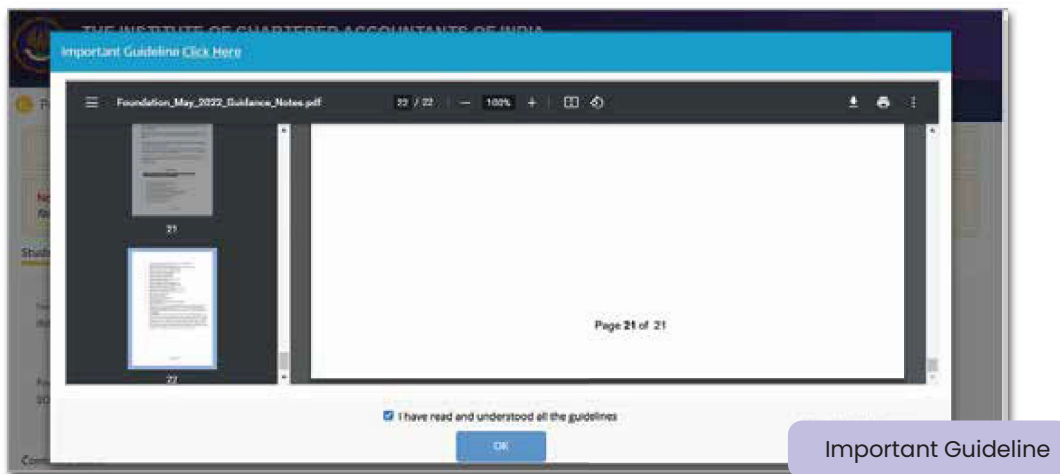 THE INSTITUTE OF CHARTERED ACCOUNTANTS OF INDIA
Important Guideline Click Here
Foundation_May_2022_Guidance_Notes.pdf
22 / 22
100%
21
22
Page 21 of 21
I have read and understood all the guidelines
OK
Important Guideline